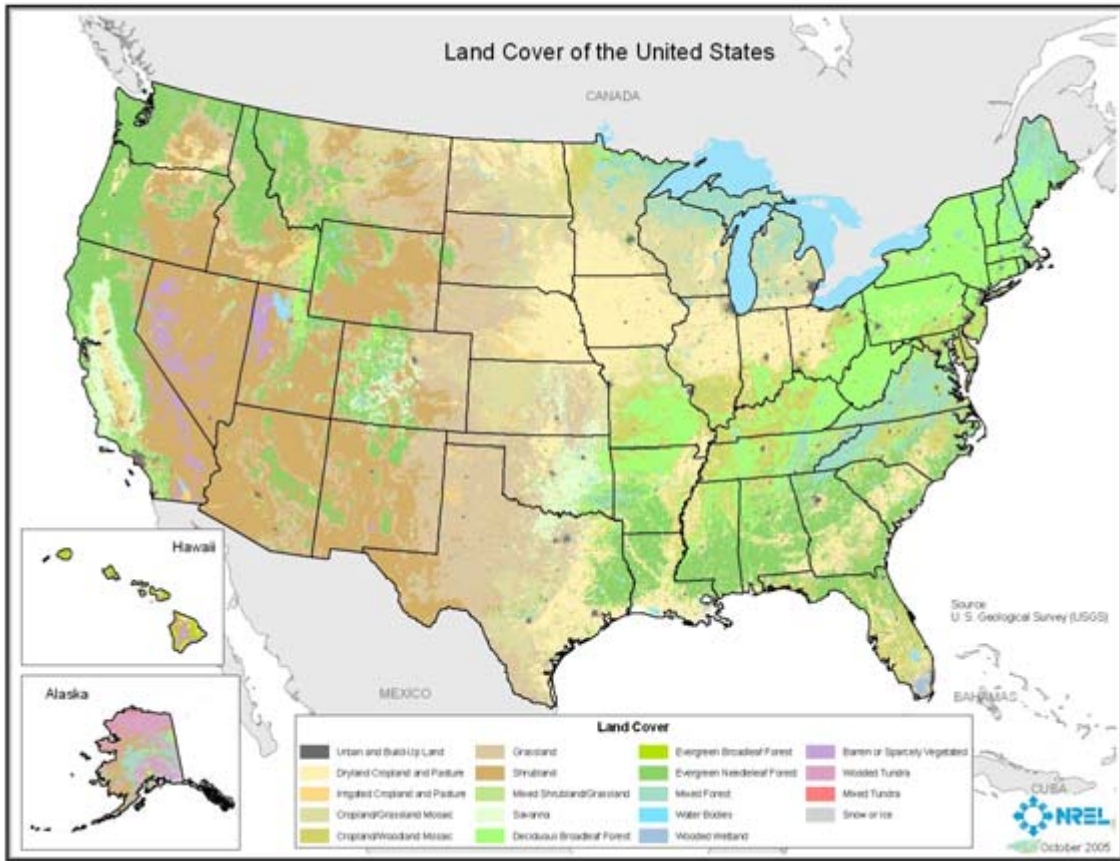 Land Cover of the United States
CANADA
Hawaii
Source
U. S. Geological Survey (USGS)
Alaska
MEXICO
BAHAMAS
Land Cover
Urban and Build-Up Land
Dryland Cropland and Pasture
Irrigated Cropland and Pasture
Cropland/Grassland Mosaic
Cropland/Woodland Mosaic
Grassland
Shrubland
Mixed Shrubland/Grassland
Savanna
Deciduous Broadleaf Forest
Evergreen Broadleaf Forest
Evergreen Needleleaf Forest
Mixed Forest
Water Bodies
Wooded Wetland
Barren or Sparcely Vegetated
Wooded Tundra
Mixed Tundra
Snow or Ice
CUBA
NREL
October 2005